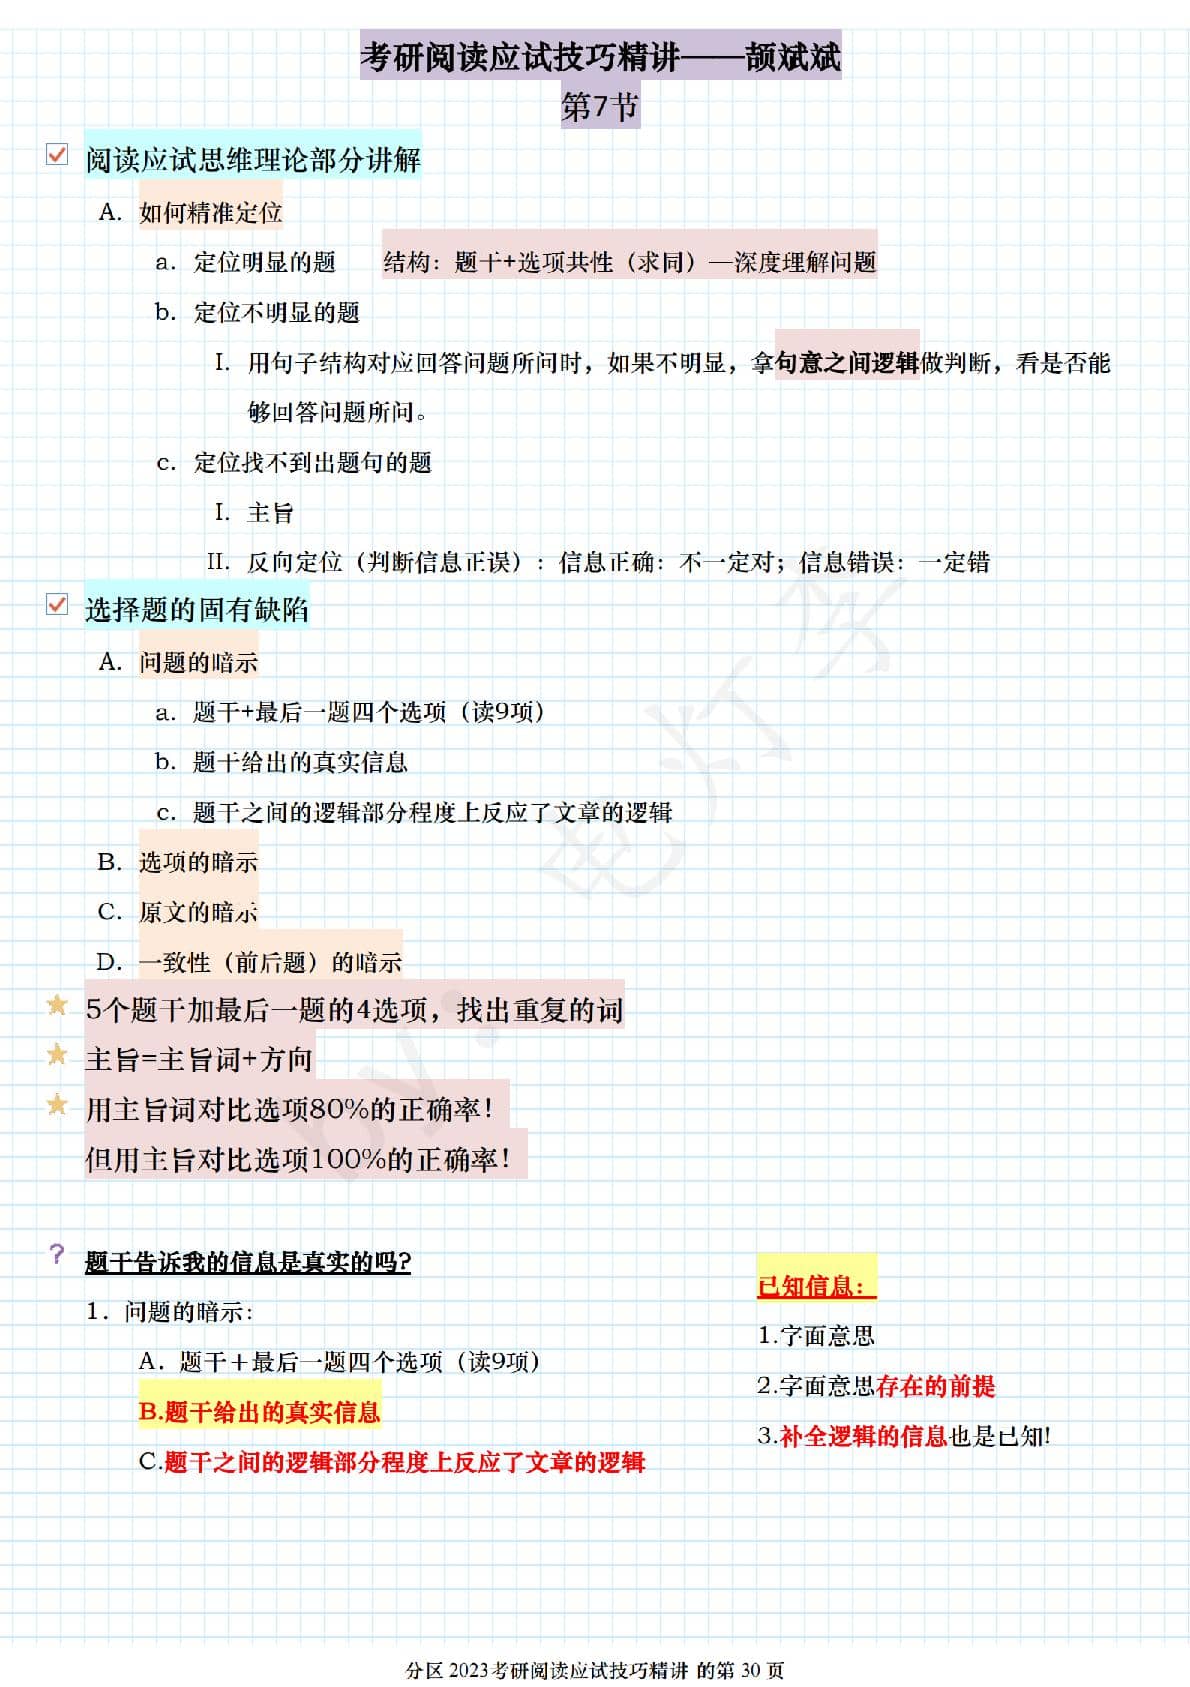 考研阅读应试技巧精讲——颉斌斌
第7节
阅读应试思维理论部分讲解
A. 如何精准定位
a. 定位明显的题 结构：题干+选项共性（求同）—深度理解问题
b. 定位不明显的题
I. 用句子结构对应回答问题所问时，如果不明显，拿句意之间逻辑做判断，看是否能
够回答问题所问。
c. 定位找不到出题句的题
I. 主旨
II. 反向定位（判断信息正误）：信息正确：不一定对；信息错误：一定错
选择题的固有缺陷
A. 问题的暗示
a. 题干+最后一题四个选项（读9项）
b. 题干给出的真实信息
c. 题干之间的逻辑部分程度上反应了文章的逻辑
B. 选项的暗示
C. 原文的暗示
D. 一致性（前后题）的暗示
5个题干加最后一题的4选项，找出重复的词
主旨=主旨词+方向
用主旨词对比选项80%的正确率！
但用主旨对比选项100%的正确率！
? 题干告诉我的信息是真实的吗?
1. 问题的暗示：
A. 题干＋最后一题四个选项（读9项）
B.题干给出的真实信息
C.题干之间的逻辑部分程度上反应了文章的逻辑
已知信息：
1.字面意思
2.字面意思存在的前提
3.补全逻辑的信息也是已知!
by：电灯李
分区 2023考研阅读应试技巧精讲 的第 30 页